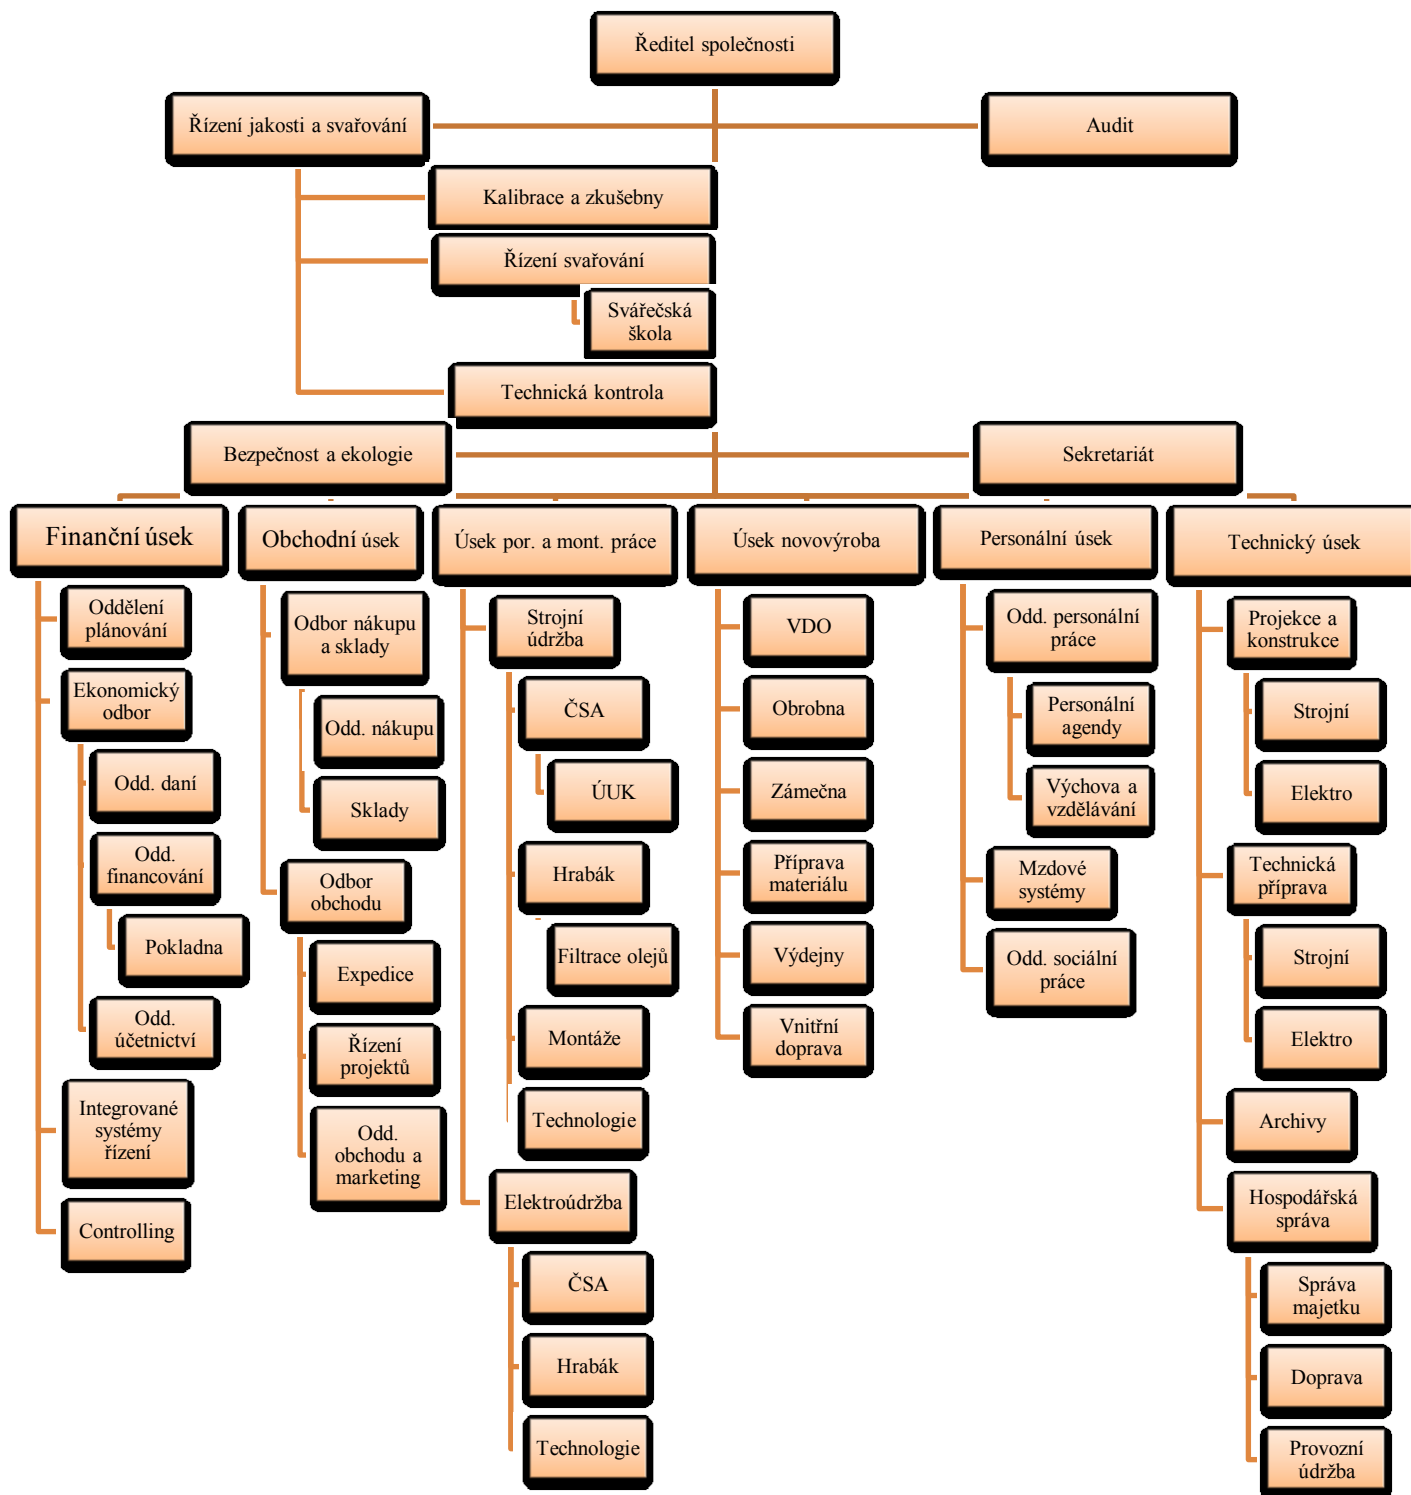 Ředitel společnosti
Řízení jakosti a svařování
Audit
Kalibrace a zkušebny
Řízení svařování
Svářečská
škola
Technická kontrola
Bezpečnost a ekologie
Sekretariát
Finanční úsek
Oddělení
plánování
Ekonomický
odbor
Odd. daní
Odd.
financování
Pokladna
Odd.
účetnictví
Integrované
systémy
řízení
Controlling
Obchodní úsek
Odbor nákupu
a sklady
Odd. nákupu
Sklady
Odbor
obchodu
Expedice
Řízení
projektů
Odd.
obchodu a
marketing
Úsek por. a mont. práce
Strojní
údržba
ČSA
ÚUK
Hrabák
Filtrace olejů
Montáže
Technologie
Elektroúdržba
ČSA
Hrabák
Technologie
Úsek novovýroba
VDO
Obrobna
Zámečna
Příprava
materiálu
Výdejny
Vnitřní
doprava
Personální úsek
Odd. personální
práce
Personální
agendy
Výchova a
vzdělávání
Mzdové
systémy
Odd. sociální
práce
Technický úsek
Projekce a
konstrukce
Strojní
Elektro
Technická
příprava
Strojní
Elektro
Archivy
Hospodářská
správa
Správa
majetku
Doprava
Provozní
údržba